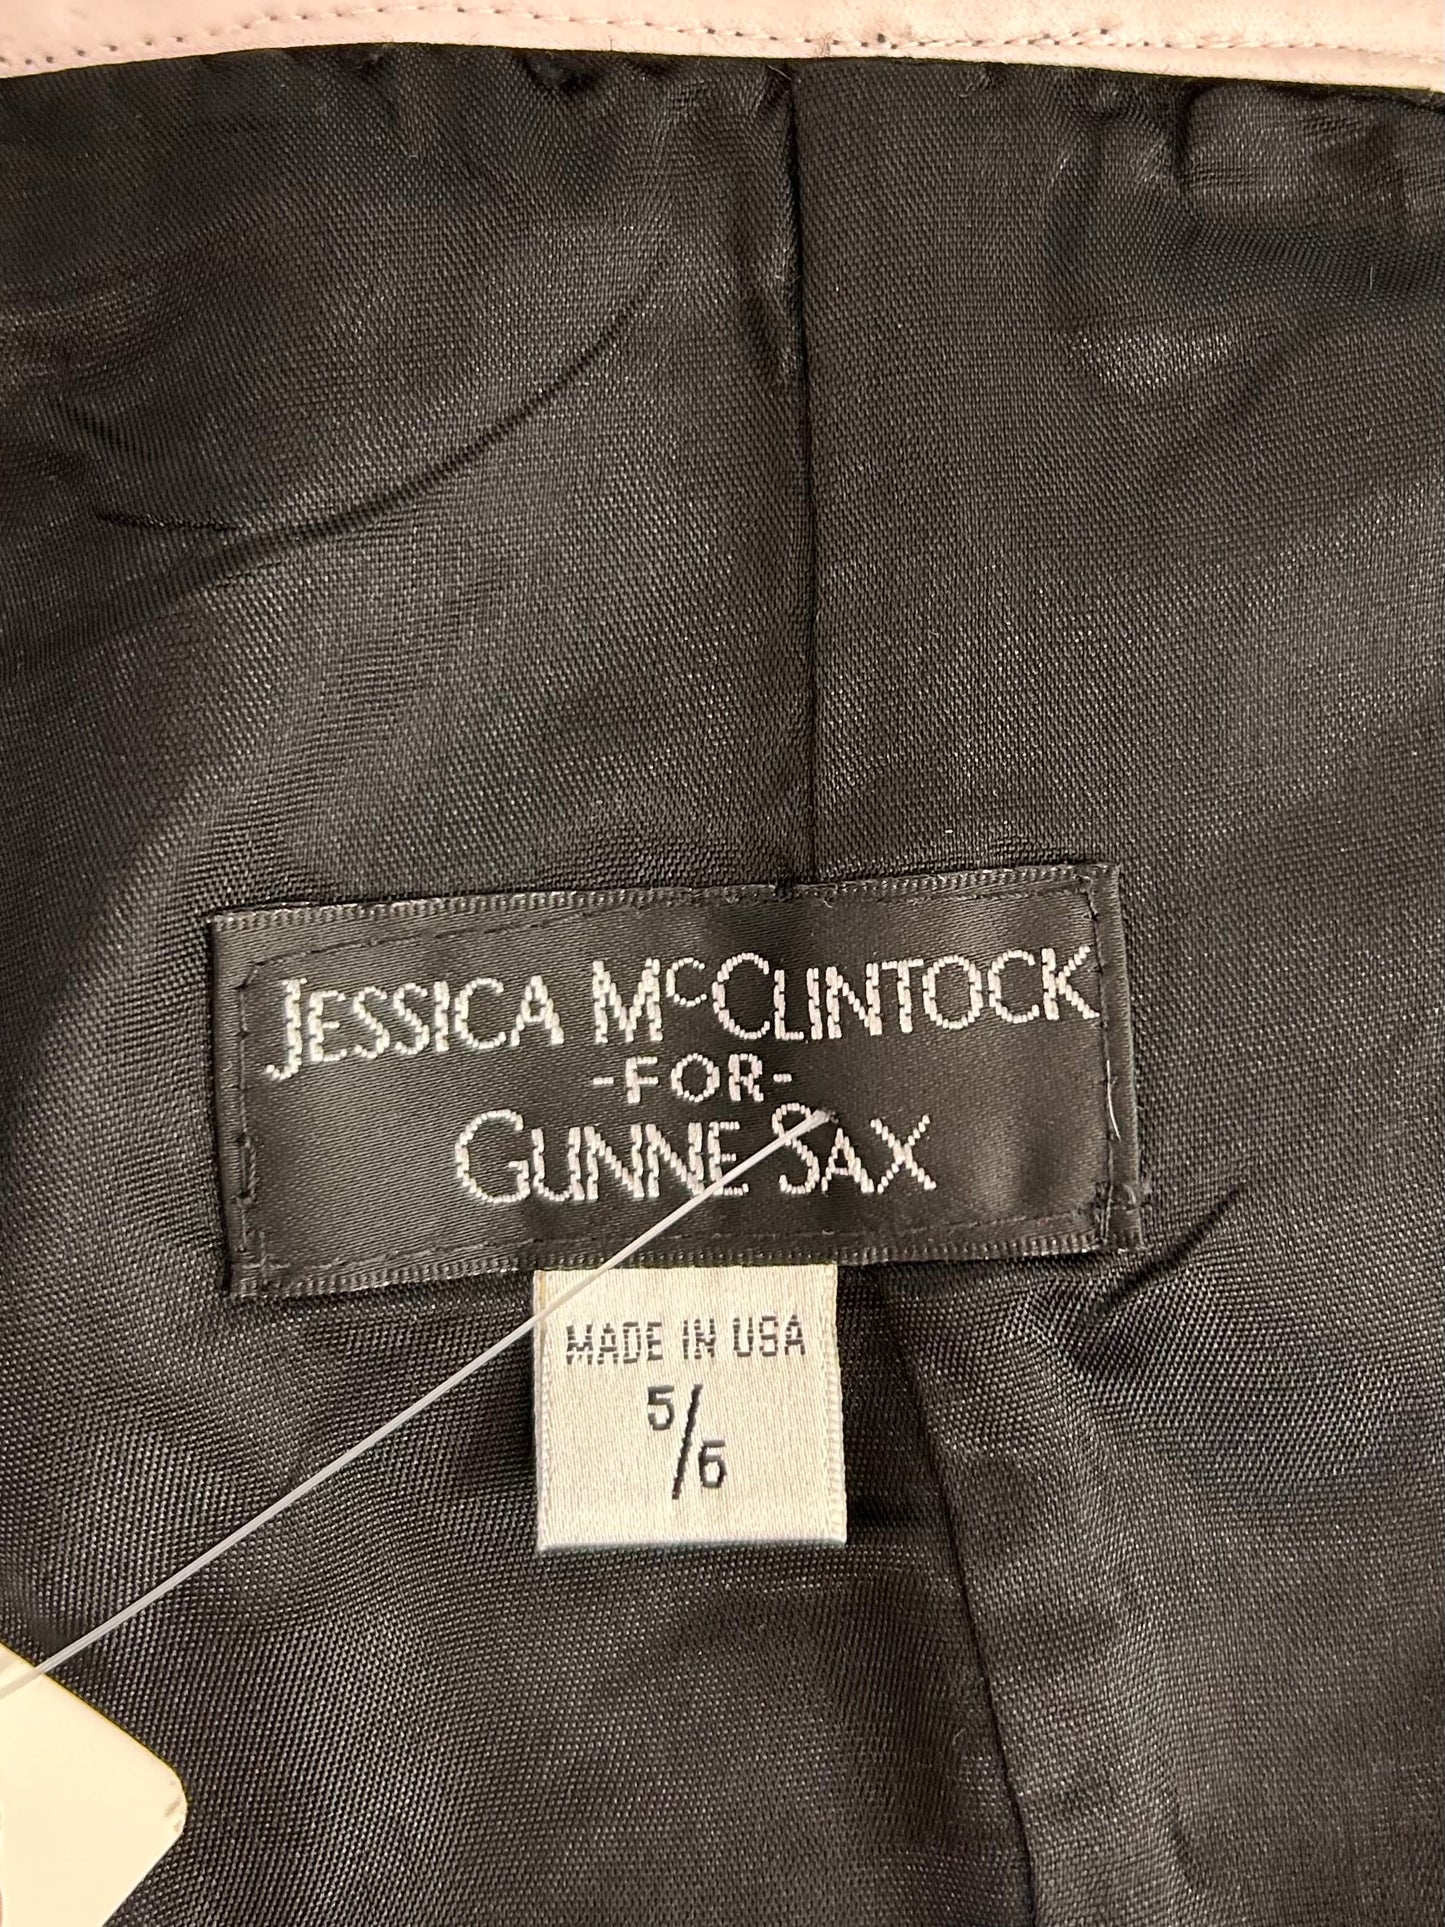 JESSICA McCLINTOCK
-FOR-
GUNNE SAX
MADE IN USA
5/6